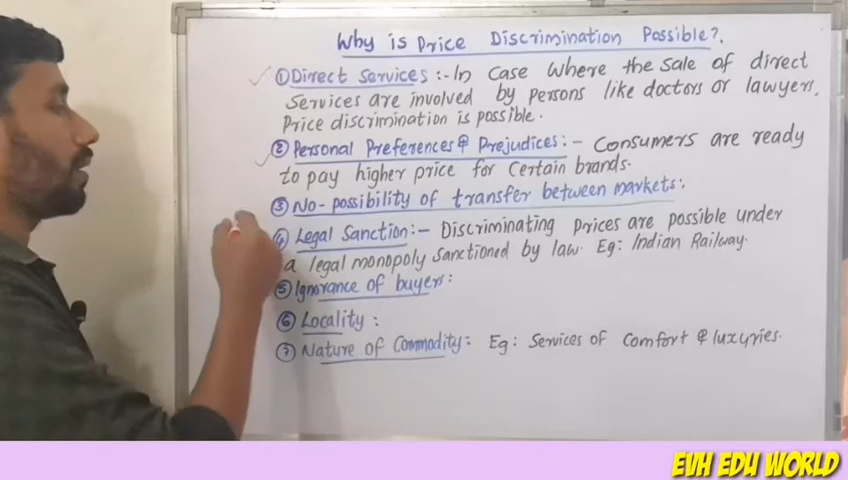 Why is Price Discrimination Possible?.
① Direct Services :- In case where the sale of direct
services are involved by persons like doctors or lawyers.
Price discrimination is possible.
② Personal Preferences & Prejudices:- Consumers are ready
to pay higher price for certain brands.
③ No-possibility of transfer between markets:
④ Legal Sanction:- Discriminating prices are possible under
a legal monopoly sanctioned by law. Eg: Indian Railway.
⑤ Ignorance of buyers:
⑥ Locality :
⑦ Nature of Commodity: Eg: Services of comfort & luxuries.
EVH EDU WORLD